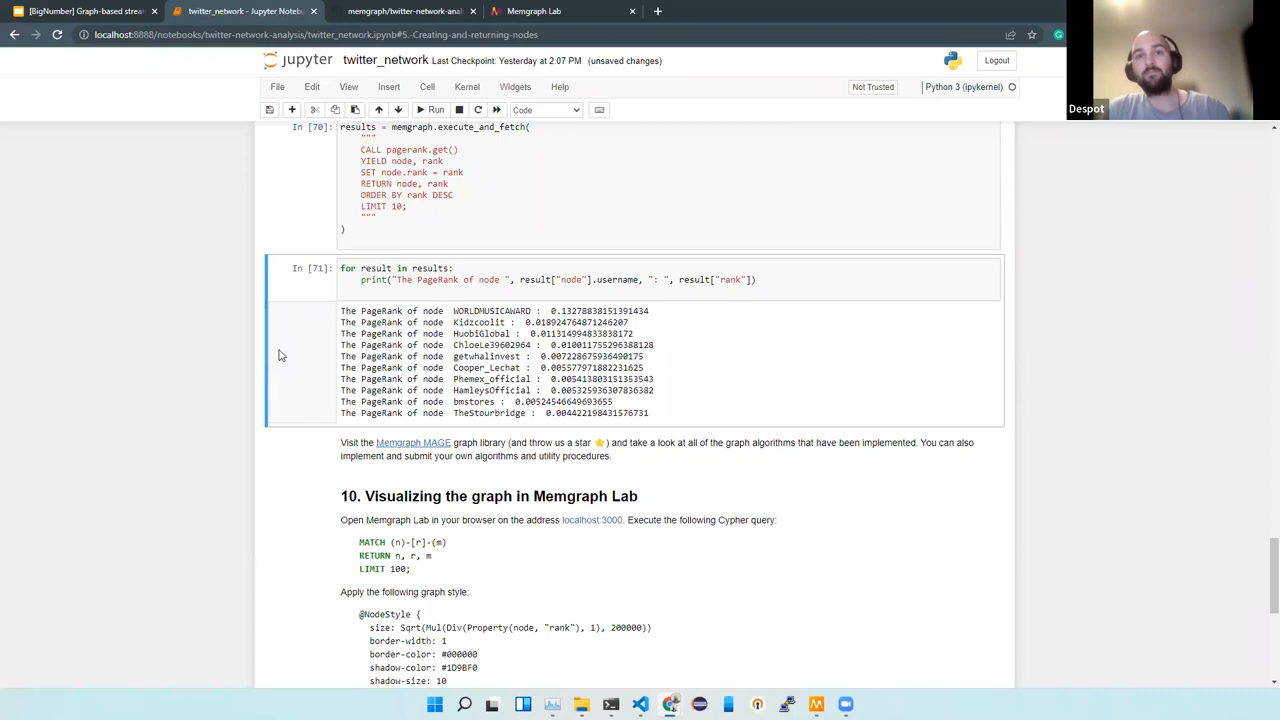 [BigNumber] Graph-based strea
twitter_network - Jupyter Notebo
memgraph/twitter-network-anal
Memgraph Lab
localhost:8888/notebooks/twitter-network-analysis/twitter_network.ipynb#5.-Creating-and-returning-nodes
Despot
jupyter twitter_network Last Checkpoint: Yesterday at 2:07 PM (unsaved changes)
Logout
File Edit View Insert Cell Kernel Widgets Help
Not Trusted
Python 3 (ipykernel)
Run
Code
In [70]: results = memgraph.execute_and_fetch(
"""
CALL pagerank.get()
YIELD node, rank
SET node.rank = rank
RETURN node, rank
ORDER BY rank DESC
LIMIT 10;
"""
)
In [71]: for result in results:
print("The PageRank of node ", result["node"].username, ": ", result["rank"])
The PageRank of node  WORLDMUSICAWARD :  0.13278838151391434
The PageRank of node  Kidzcoolit :  0.018924764871246207
The PageRank of node  HuobiGlobal :  0.011314994833838172
The PageRank of node  ChloeLe39602964 :  0.010011755296388128
The PageRank of node  getwhalinvest :  0.007228675936490175
The PageRank of node  Cooper_Lechat :  0.005577971882231625
The PageRank of node  Phemex_official :  0.005413803151353543
The PageRank of node  HamleysOfficial :  0.005325936307836382
The PageRank of node  bmstores :  0.00524546649693655
The PageRank of node  TheStourbridge :  0.004422198431576731
Visit the Memgraph MAGE graph library (and throw us a star ⭐) and take a look at all of the graph algorithms that have been implemented. You can also
implement and submit your own algorithms and utility procedures.
10. Visualizing the graph in Memgraph Lab
Open Memgraph Lab in your browser on the address localhost:3000. Execute the following Cypher query:
MATCH (n)-[r]-(m)
RETURN n, r, m
LIMIT 100;
Apply the following graph style:
@NodeStyle {
size: Sqrt(Mul(Div(Property(node, "rank"), 1), 200000))
border-width: 1
border-color: #000000
shadow-color: #1D9BF0
shadow-size: 10